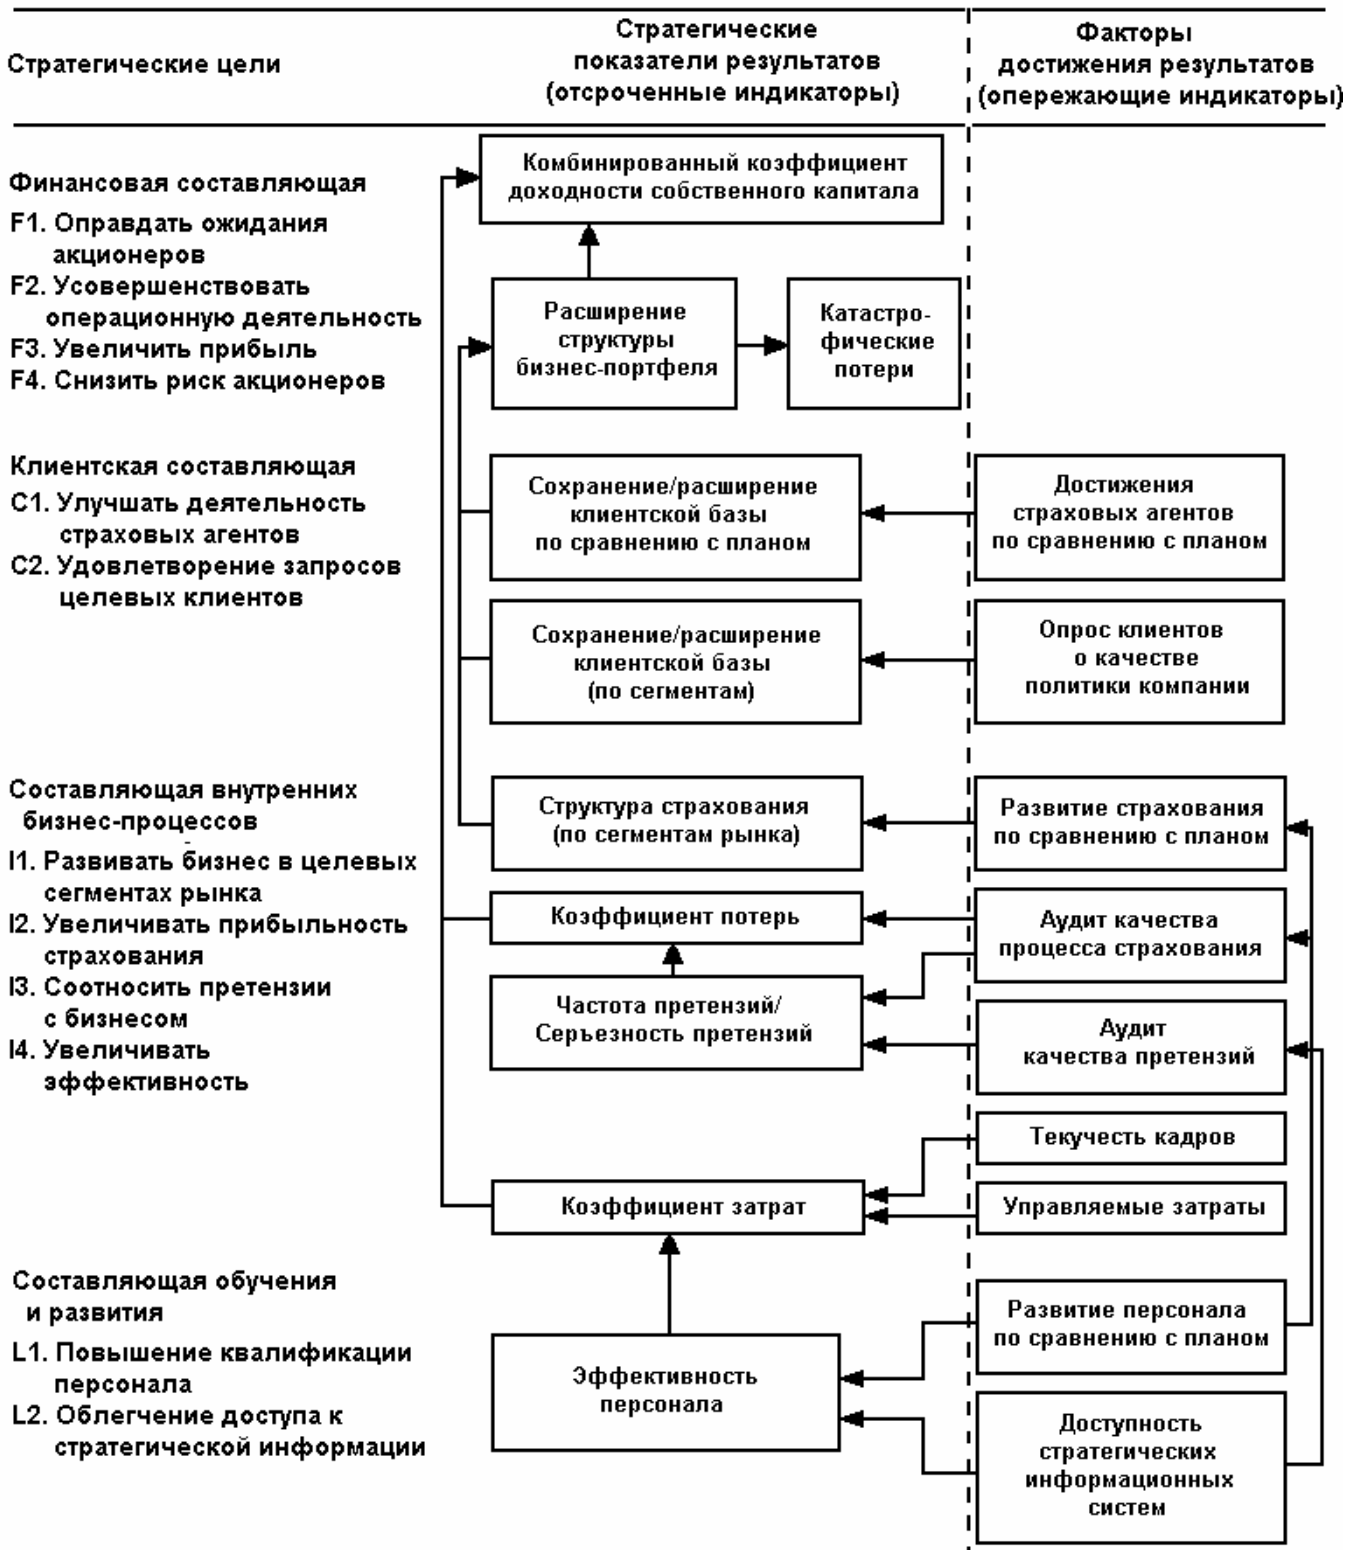 Стратегические цели
Стратегические
показатели результатов
(отсроченные индикаторы)
Факторы
достижения результатов
(опережающие индикаторы)
Финансовая составляющая
F1. Оправдать ожидания
акционеров
F2. Усовершенствовать
операционную деятельность
F3. Увеличить прибыль
F4. Снизить риск акционеров
Комбинированный коэффициент
доходности собственного капитала
Расширение
структуры
бизнес-портфеля
Катастро-
фические
потери
Клиентская составляющая
C1. Улучшать деятельность
страховых агентов
C2. Удовлетворение запросов
целевых клиентов
Сохранение/расширение
клиентской базы
по сравнению с планом
Достижения
страховых агентов
по сравнению с планом
Сохранение/расширение
клиентской базы
(по сегментам)
Опрос клиентов
о качестве
политики компании
Составляющая внутренних
бизнес-процессов
I1. Развивать бизнес в целевых
сегментах рынка
I2. Увеличивать прибыльность
страхования
I3. Соотносить претензии
с бизнесом
I4. Увеличивать
эффективность
Структура страхования
(по сегментам рынка)
Развитие страхования
по сравнению с планом
Коэффициент потерь
Аудит качества
процесса страхования
Частота претензий/
Серъезность претензий
Аудит
качества претензий
Текучесть кадров
Коэффициент затрат
Управляемые затраты
Составляющая обучения
и развития
L1. Повышение квалификации
персонала
L2. Облегчение доступа к
стратегической информации
Эффективность
персонала
Развитие персонала
по сравнению с планом
Доступность
стратегических
информационных
систем